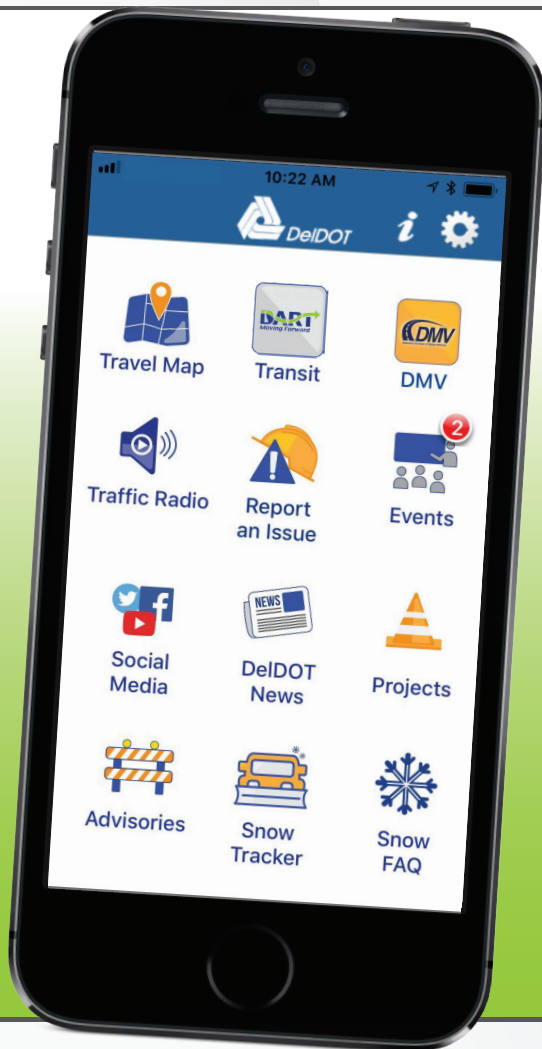 10:22 AM
DelDOT
i
DART
Moving Forward
DMV
Travel Map
Transit
DMV
2
Traffic Radio
Report
an Issue
Events
NEWS
Social
Media
DelDOT
News
Projects
Advisories
Snow
Tracker
Snow
FAQ